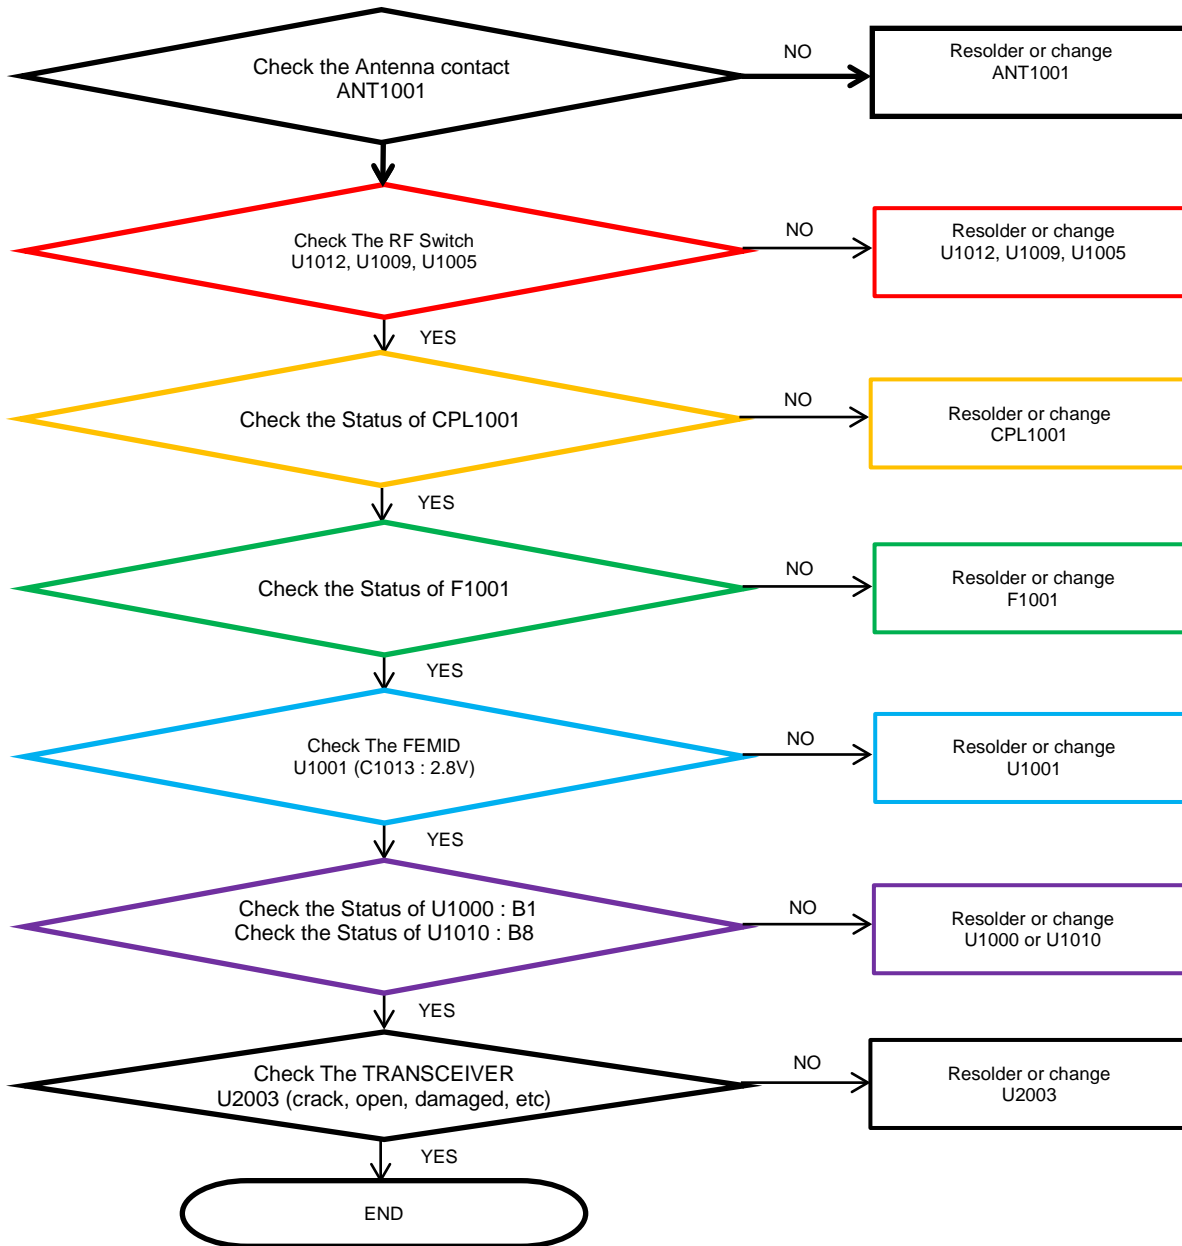 Check the Antenna contact
ANT1001
NO
Resolder or change
ANT1001
Check The RF Switch
U1012, U1009, U1005
NO
Resolder or change
U1012, U1009, U1005
YES
Check the Status of CPL1001
NO
Resolder or change
CPL1001
YES
Check the Status of F1001
NO
Resolder or change
F1001
YES
Check The FEMID
U1001 (C1013 : 2.8V)
NO
Resolder or change
U1001
YES
Check the Status of U1000 : B1
Check the Status of U1010 : B8
NO
Resolder or change
U1000 or U1010
YES
Check The TRANSCEIVER
U2003 (crack, open, damaged, etc)
NO
Resolder or change
U2003
YES
END